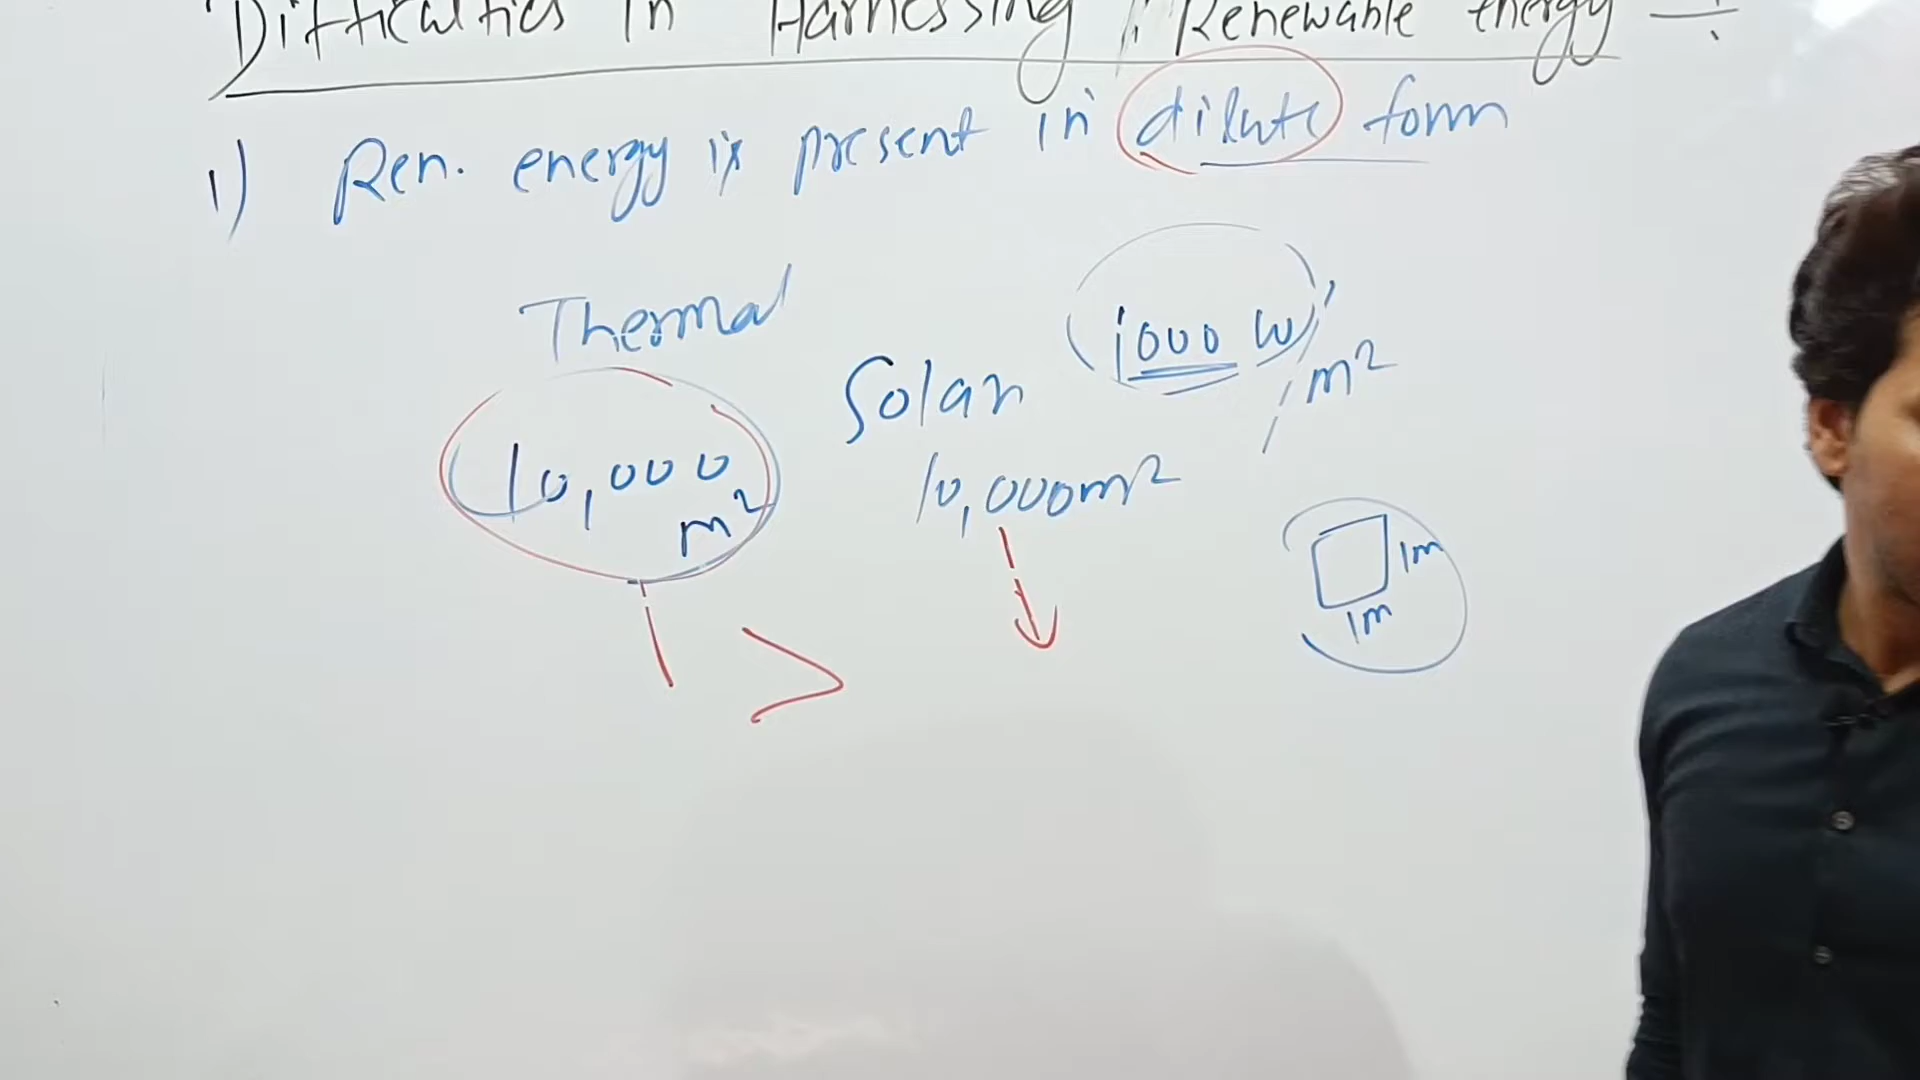 Difficulties in Harnessing Renewable energy :-
1) Ren. energy is present in dilute form
Thermal
10,000 m²
Solar
10,000m²
1000 W/m²
1m
1m
>